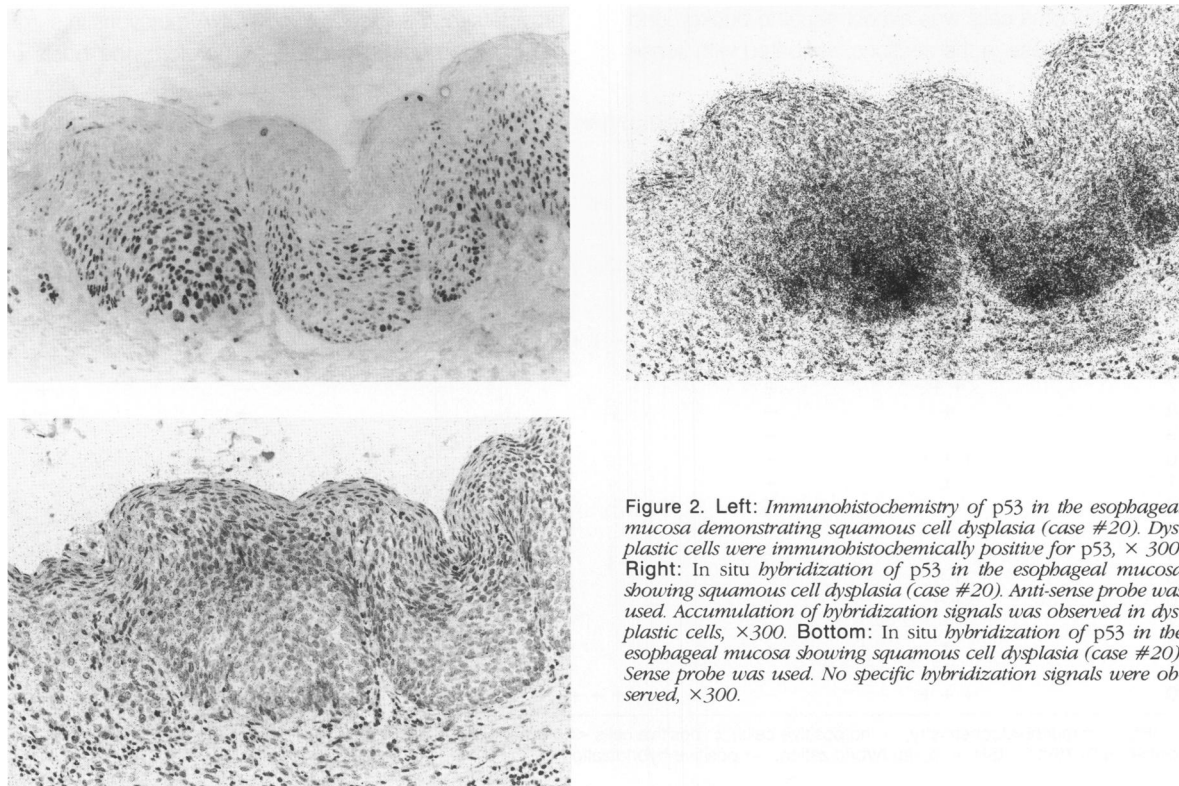 Figure 2. Left: Immunohistochemistry of p53 in the esophageal
mucosa demonstrating squamous cell dysplasia (case #20). Dys
plastic cells were immunohistochemically positive for p53, × 300
Right: In situ hybridization of p53 in the esophageal mucosa
showing squamous cell dysplasia (case #20). Anti-sense probe was
used. Accumulation of hybridization signals was observed in dys
plastic cells, ×300. Bottom: In situ hybridization of p53 in the
esophageal mucosa showing squamous cell dysplasia (case #20)
Sense probe was used. No specific hybridization signals were ob
served, ×300.